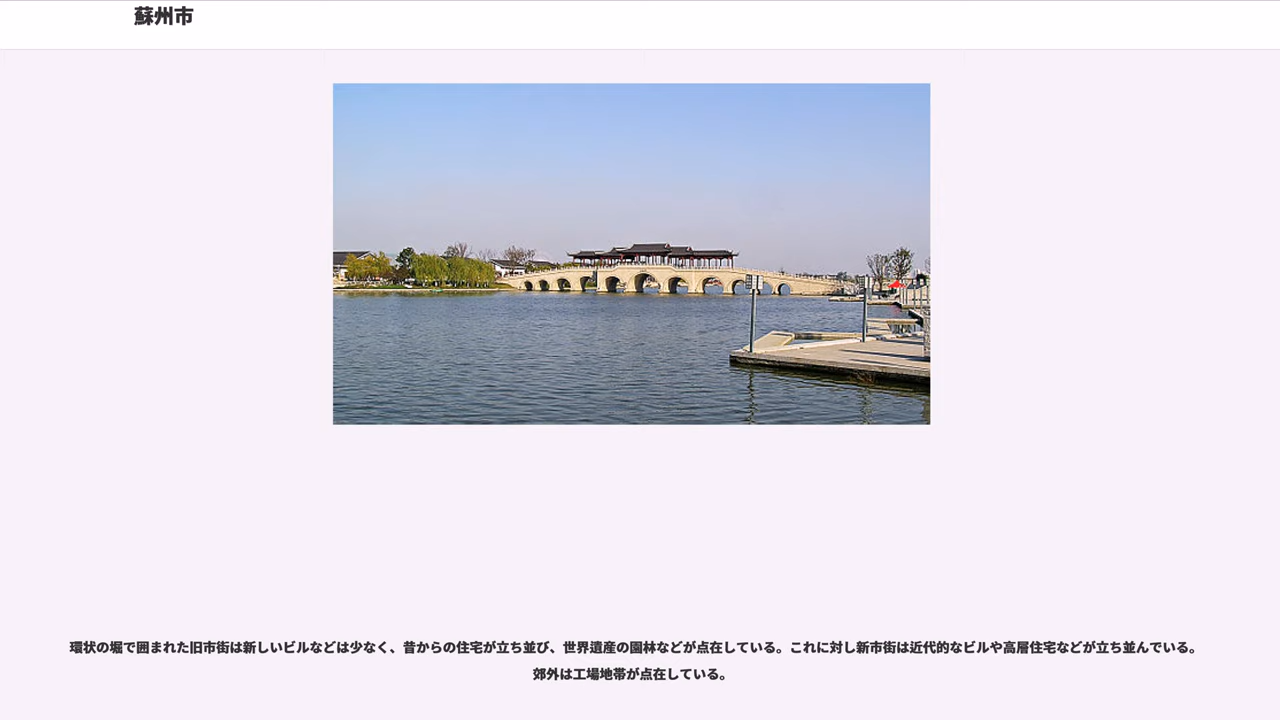 蘇州市
環状の堀で囲まれた旧市街は新しいビルなどは少なく、昔からの住宅が立ち並び、世界遺産の園林などが点在している。これに対し新市街は近代的なビルや高層住宅などが立ち並んでいる。
郊外は工場地帯が点在している。